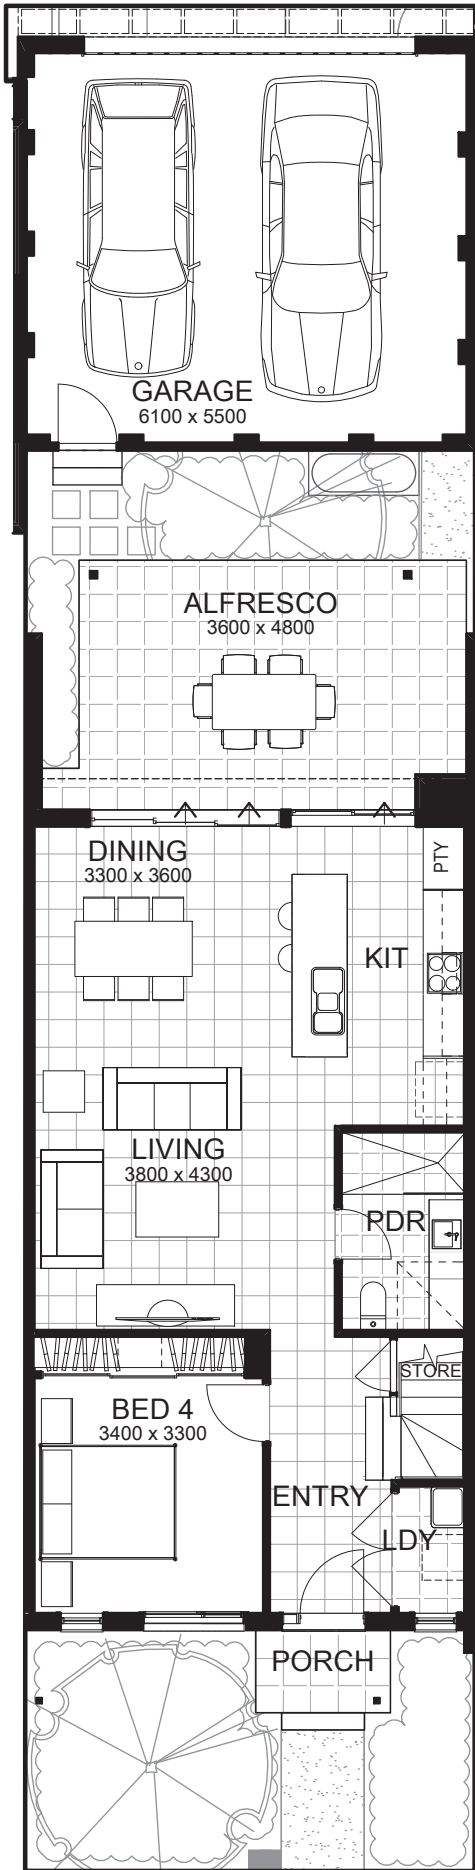 GARAGE
6100 x 5500
ALFRESCO
3600 x 4800
DINING
3300 x 3600
PTY
KIT
LIVING
3800 x 4300
PDR
STORE
BED 4
3400 x 3300
ENTRY
LDY
PORCH